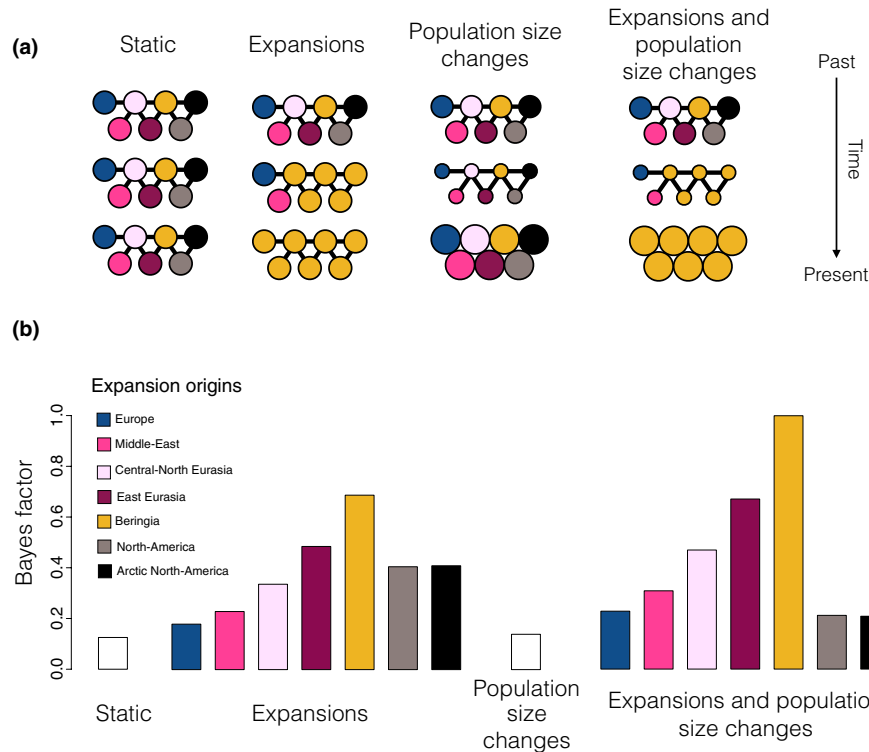 (a)
Static
Expansions
Population size
changes
Expansions and
population
size changes
Past
Time
Present
(b)
Expansion origins
Europe
Middle-East
Central-North Eurasia
East Eurasia
Beringia
North-America
Arctic North-America
Bayes factor
1.0
0.8
0.6
0.4
0.2
0.0
Static
Expansions
Population
size
changes
Expansions and populatio
size changes